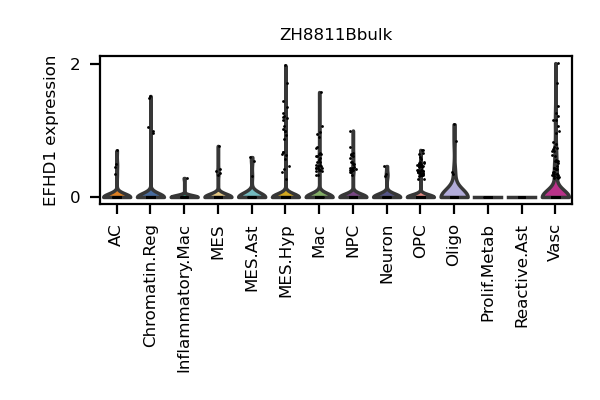 ZH8811Bbulk
EFHD1 expression
2
0
AC
Chromatin.Reg
Inflammatory.Mac
MES
MES.Ast
MES.Hyp
Mac
NPC
Neuron
OPC
Oligo
Prolif.Metab
Reactive.Ast
Vasc